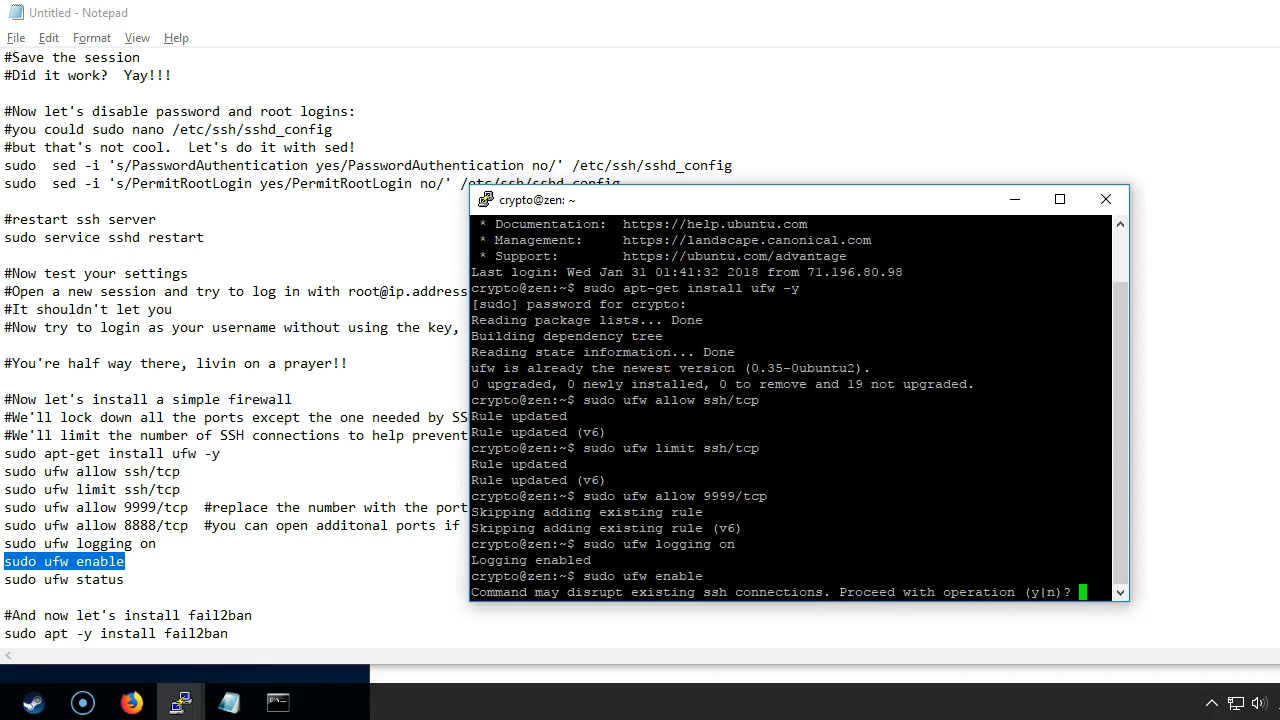 Untitled - Notepad
File Edit Format View Help
#Save the session
#Did it work?  Yay!!!
#Now let's disable password and root logins:
#you could sudo nano /etc/ssh/sshd_config
#but that's not cool.  Let's do it with sed!
sudo  sed -i 's/PasswordAuthentication yes/PasswordAuthentication no/' /etc/ssh/sshd_config
sudo  sed -i 's/PermitRootLogin yes/PermitRootLogin no/' /etc/ssh/sshd_config
#restart ssh server
sudo service sshd restart
#Now test your settings
#Open a new session and try to log in with root@ip.address
#It shouldn't let you
#Now try to login as your username without using the key,
#You're half way there, livin on a prayer!!
#Now let's install a simple firewall
#We'll lock down all the ports except the one needed by SS
#We'll limit the number of SSH connections to help prevent
sudo apt-get install ufw -y
sudo ufw allow ssh/tcp
sudo ufw limit ssh/tcp
sudo ufw allow 9999/tcp  #replace the number with the port
sudo ufw allow 8888/tcp  #you can open additonal ports if
sudo ufw logging on
sudo ufw enable
sudo ufw status
#And now let's install fail2ban
sudo apt -y install fail2ban
crypto@zen: ~
* Documentation:  https://help.ubuntu.com
* Management:     https://landscape.canonical.com
* Support:        https://ubuntu.com/advantage
Last login: Wed Jan 31 01:41:32 2018 from 71.196.80.98
crypto@zen:~$ sudo apt-get install ufw -y
[sudo] password for crypto:
Reading package lists... Done
Building dependency tree
Reading state information... Done
ufw is already the newest version (0.35-0ubuntu2).
0 upgraded, 0 newly installed, 0 to remove and 19 not upgraded.
crypto@zen:~$ sudo ufw allow ssh/tcp
Rule updated
Rule updated (v6)
crypto@zen:~$ sudo ufw limit ssh/tcp
Rule updated
Rule updated (v6)
crypto@zen:~$ sudo ufw allow 9999/tcp
Skipping adding existing rule
Skipping adding existing rule (v6)
crypto@zen:~$ sudo ufw logging on
Logging enabled
crypto@zen:~$ sudo ufw enable
Command may disrupt existing ssh connections. Proceed with operation (y|n)?